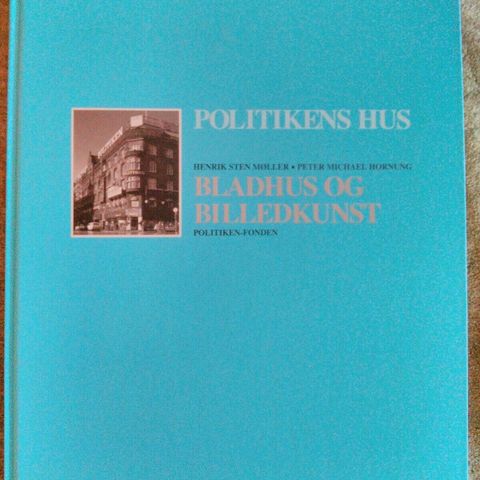 POLITIKENS HUS
HENRIK STEN MØLLER • PETER MICHAEL HORNUNG
BLADHUS OG
BILLEDKUNST
POLITIKEN-FONDEN